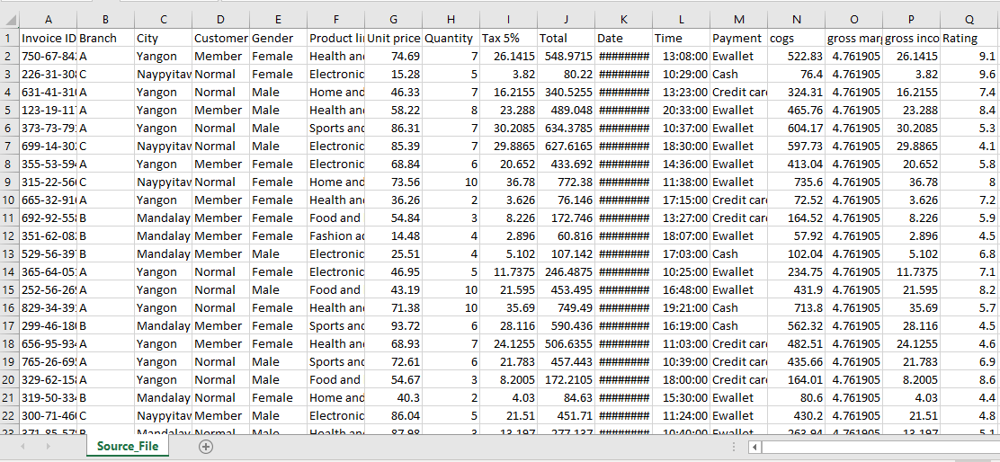 A B C D E F G H I J K L M N O P Q
1 Invoice ID Branch City Customer Gender Product li Unit price Quantity Tax 5% Total Date Time Payment cogs gross mar gross inco Rating
2 750-67-84 A Yangon Member Female Health an 74.69 7 26.1415 548.9715 ######## 13:08:00 Ewallet 522.83 4.761905 26.1415 9.1
3 226-31-30 C Naypyitaw Normal Female Electronic 15.28 5 3.82 80.22 ######## 10:29:00 Cash 76.4 4.761905 3.82 9.6
4 631-41-31 A Yangon Normal Male Home and 46.33 7 16.2155 340.5255 ######## 13:23:00 Credit car 324.31 4.761905 16.2155 7.4
5 123-19-11 A Yangon Member Male Health an 58.22 8 23.288 489.048 ######## 20:33:00 Ewallet 465.76 4.761905 23.288 8.4
6 373-73-79 A Yangon Normal Male Sports and 86.31 7 30.2085 634.3785 ######## 10:37:00 Ewallet 604.17 4.761905 30.2085 5.3
7 699-14-30 C Naypyitaw Normal Male Electronic 85.39 7 29.8865 627.6165 ######## 18:30:00 Ewallet 597.73 4.761905 29.8865 4.1
8 355-53-59 A Yangon Member Female Electronic 68.84 6 20.652 433.692 ######## 14:36:00 Ewallet 413.04 4.761905 20.652 5.8
9 315-22-56 C Naypyitaw Normal Female Home and 73.56 10 36.78 772.38 ######## 11:38:00 Ewallet 735.6 4.761905 36.78 8
10 665-32-91 A Yangon Member Female Health an 36.26 2 3.626 76.146 ######## 17:15:00 Credit car 72.52 4.761905 3.626 7.2
11 692-92-55 B Mandalay Member Female Food and 54.84 3 8.226 172.746 ######## 13:27:00 Credit car 164.52 4.761905 8.226 5.9
12 351-62-08 B Mandalay Member Female Fashion ac 14.48 4 2.896 60.816 ######## 18:07:00 Ewallet 57.92 4.761905 2.896 4.5
13 529-56-39 B Mandalay Member Male Electronic 25.51 4 5.102 107.142 ######## 17:03:00 Cash 102.04 4.761905 5.102 6.8
14 365-64-05 A Yangon Normal Female Electronic 46.95 5 11.7375 246.4875 ######## 10:25:00 Ewallet 234.75 4.761905 11.7375 7.1
15 252-56-26 A Yangon Normal Male Food and 43.19 10 21.595 453.495 ######## 16:48:00 Ewallet 431.9 4.761905 21.595 8.2
16 829-34-39 A Yangon Normal Female Health an 71.38 10 35.69 749.49 ######## 19:21:00 Cash 713.8 4.761905 35.69 5.7
17 299-46-18 B Mandalay Member Female Sports and 93.72 6 28.116 590.436 ######## 16:19:00 Cash 562.32 4.761905 28.116 4.5
18 656-95-93 A Yangon Member Female Health an 68.93 7 24.1255 506.6355 ######## 11:03:00 Credit car 482.51 4.761905 24.1255 4.6
19 765-26-69 A Yangon Normal Male Sports and 72.61 6 21.783 457.443 ######## 10:39:00 Credit car 435.66 4.761905 21.783 6.9
20 329-62-15 A Yangon Normal Male Food and 54.67 3 8.2005 172.2105 ######## 18:00:00 Credit car 164.01 4.761905 8.2005 8.6
21 319-50-33 B Mandalay Normal Female Home and 40.3 2 4.03 84.63 ######## 15:30:00 Ewallet 80.6 4.761905 4.03 4.4
22 300-71-46 C Naypyitaw Member Male Electronic 86.04 5 21.51 451.71 ######## 11:24:00 Ewallet 430.2 4.761905 21.51 4.8
23 371-85-57 B Mandalay Normal Male Health an 87.98 3 13.197 277.137 ######## 10:40:00 Ewallet 263.94 4.761905 13.197 5.1
Source_File